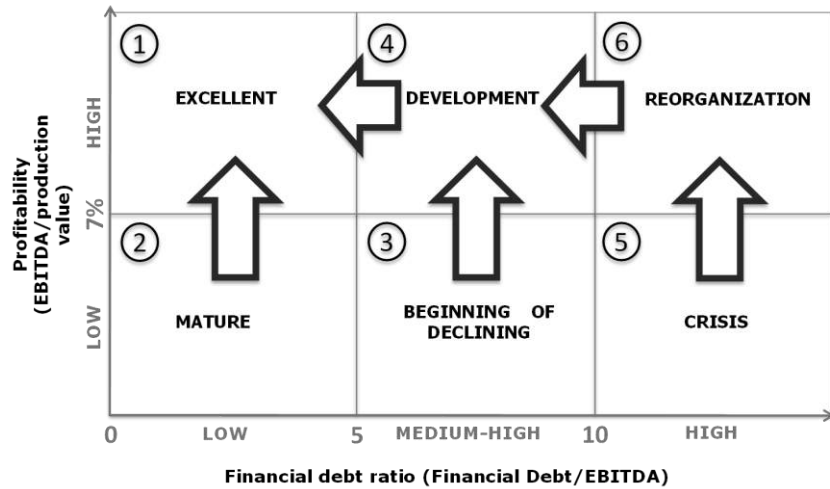 1
4
6
EXCELLENT
DEVELOPMENT
REORGANIZATION
HIGH
Profitability
(EBITDA/production
value)
7%
2
3
5
MATURE
BEGINNING OF
DECLINING
CRISIS
LOW
0
LOW
5
MEDIUM-HIGH
10
HIGH
Financial debt ratio (Financial Debt/EBITDA)